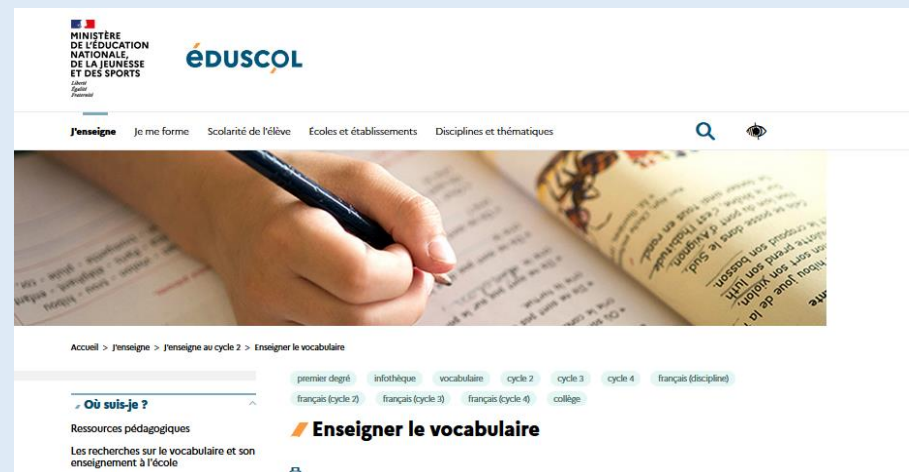 MINISTÈRE
DE L'ÉDUCATION
NATIONALE,
DE LA JEUNESSE
ET DES SPORTS
Liberté
Égalité
Fraternité
éduscol
J'enseigne Je me forme Scolarité de l'élève Écoles et établissements Disciplines et thématiques
Accueil > J'enseigne > J'enseigne au cycle 2 > Enseigner le vocabulaire
premier degré infothèque vocabulaire cycle 2 cycle 3 cycle 4 français (discipline)
français (cycle 2) français (cycle 3) français (cycle 4) collège
Où suis-je ?
Enseigner le vocabulaire
Ressources pédagogiques
Les recherches sur le vocabulaire et son
enseignement à l'école